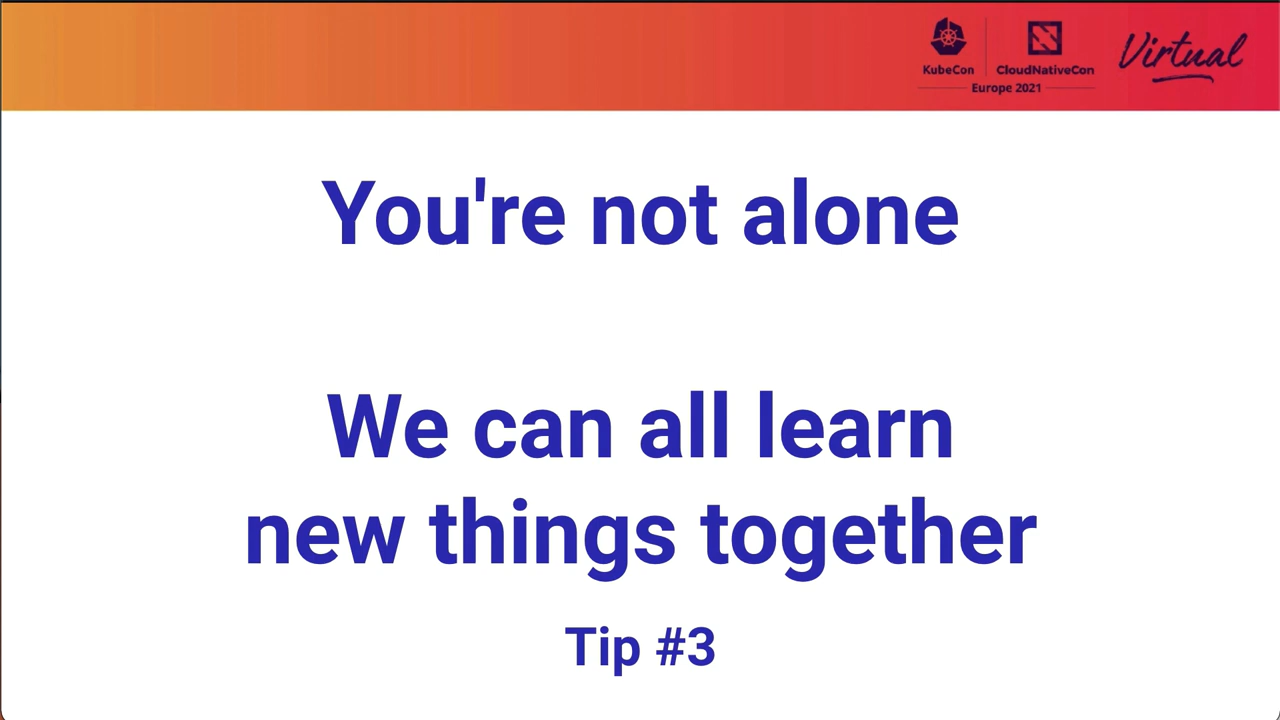 KubeCon
CloudNativeCon
Europe 2021
Virtual
You're not alone
We can all learn
new things together
Tip #3